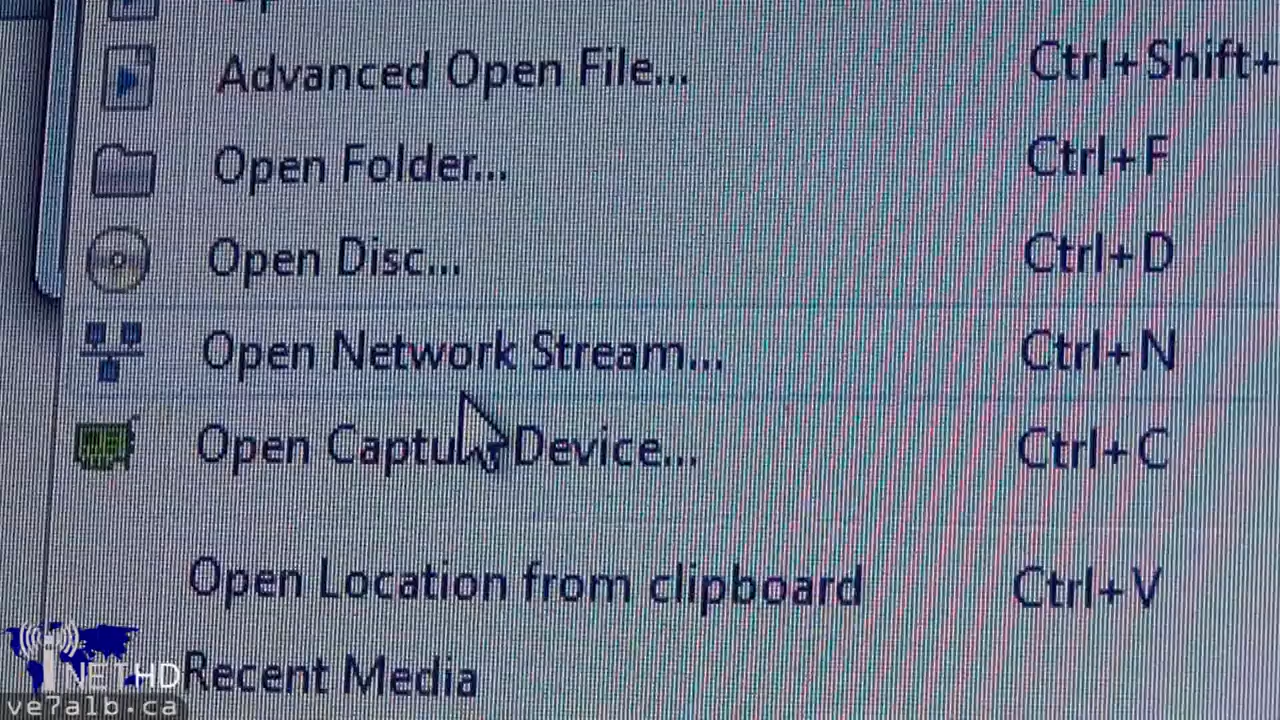 Advanced Open File... Ctrl+Shift+
Open Folder... Ctrl+F
Open Disc... Ctrl+D
Open Network Stream... Ctrl+N
Open Capture Device... Ctrl+C
Open Location from clipboard Ctrl+V
Recent Media
NETHD
ve7alb.ca